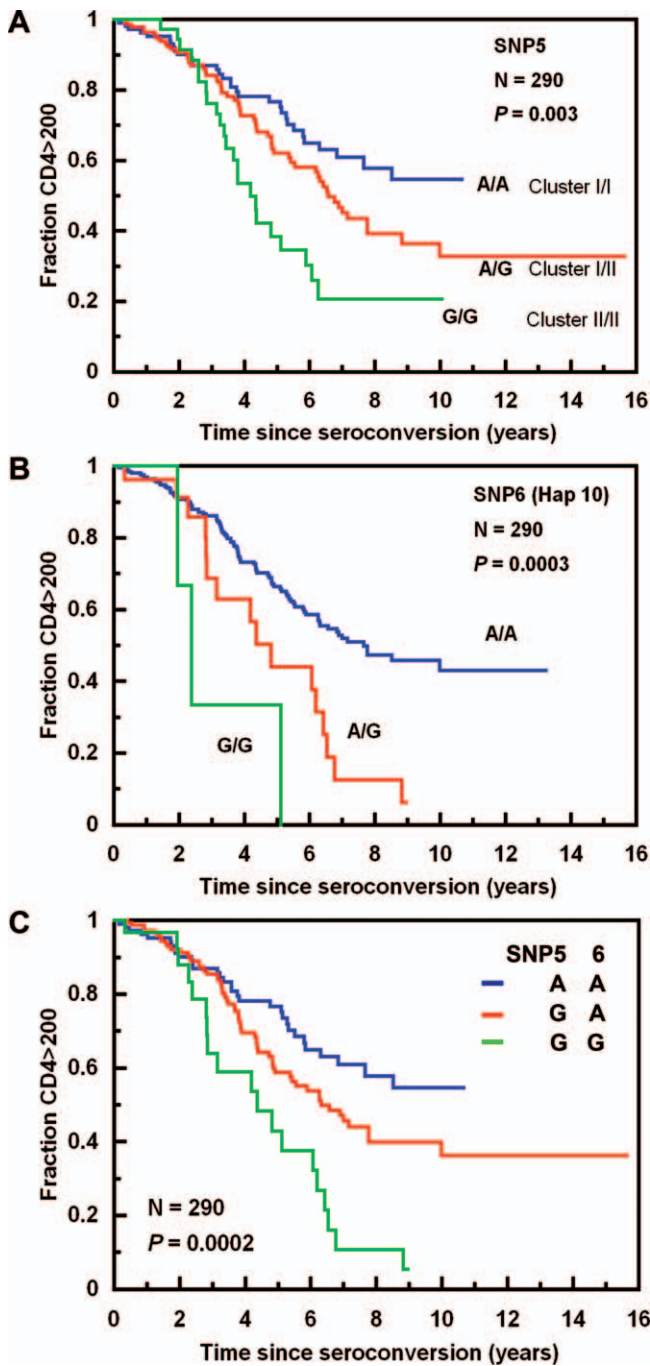 A
SNP5
N = 290
P = 0.003
A/A Cluster I/I
A/G Cluster I/II
G/G Cluster II/II
Fraction CD4>200
1
0.8
0.6
0.4
0.2
0
0 2 4 6 8 10 12 14 16
Time since seroconversion (years)
B
SNP6 (Hap 10)
N = 290
P = 0.0003
A/A
A/G
G/G
Fraction CD4>200
1
0.8
0.6
0.4
0.2
0
0 2 4 6 8 10 12 14 16
Time since seroconversion (years)
C
SNP5 6
A A
G A
G G
N = 290
P = 0.0002
Fraction CD4>200
1
0.8
0.6
0.4
0.2
0
0 2 4 6 8 10 12 14 16
Time since seroconversion (years)